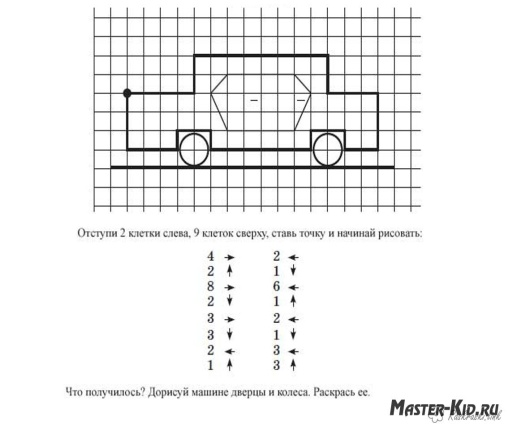 Отступи 2 клетки слева, 9 клеток сверху, ставь точку и начинай рисовать:
4 → 2 ←
2 ↑ 1 ↓
8 → 6 ←
2 ↓ 1 ↑
3 → 2 ←
3 ↓ 1 ↓
2 ← 3 ←
1 ↑ 3 ↑
Что получилось? Дорисуй машине дверцы и колеса. Раскрась ее.
MASTER-KID.RU